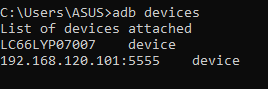 C:\Users\ASUS>adb devices
List of devices attached
LC66LYP07007    device
192.168.120.101:5555    device